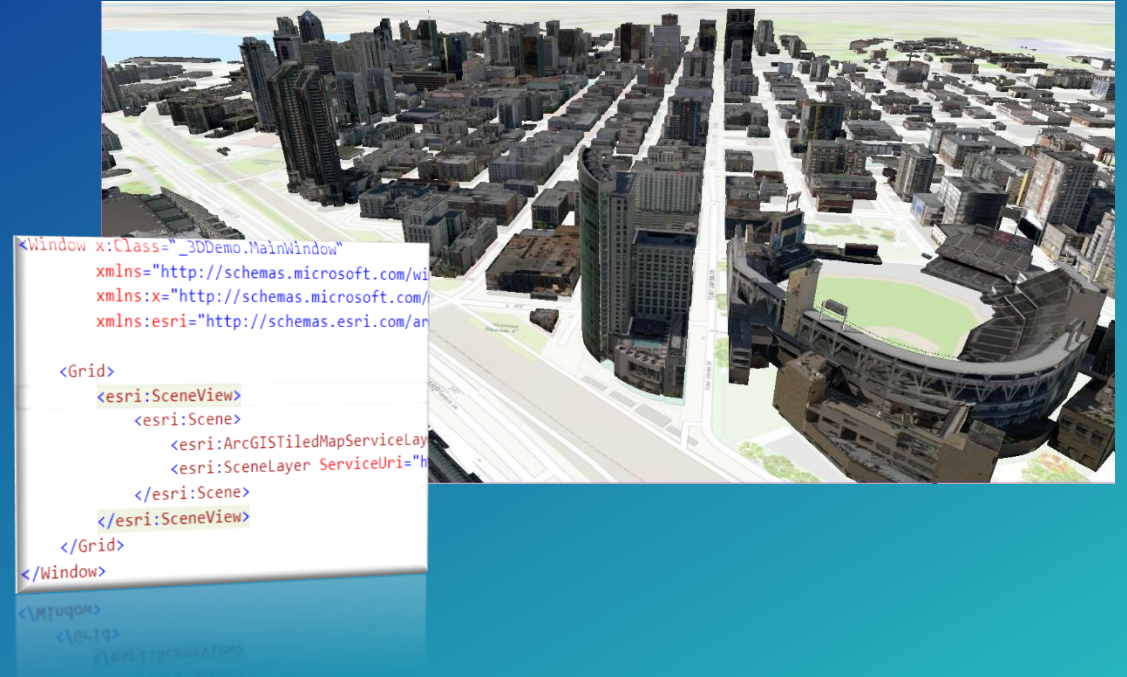 <Window x:Class="_3DDemo.MainWindow"
xmlns="http://schemas.microsoft.com/wi
xmlns:x="http://schemas.microsoft.com/
xmlns:esri="http://schemas.esri.com/ar
<Grid>
<esri:SceneView>
<esri:Scene>
<esri:ArcGISTiledMapServiceLay
<esri:SceneLayer ServiceUri="h
</esri:Scene>
</esri:SceneView>
</Grid>
</Window>